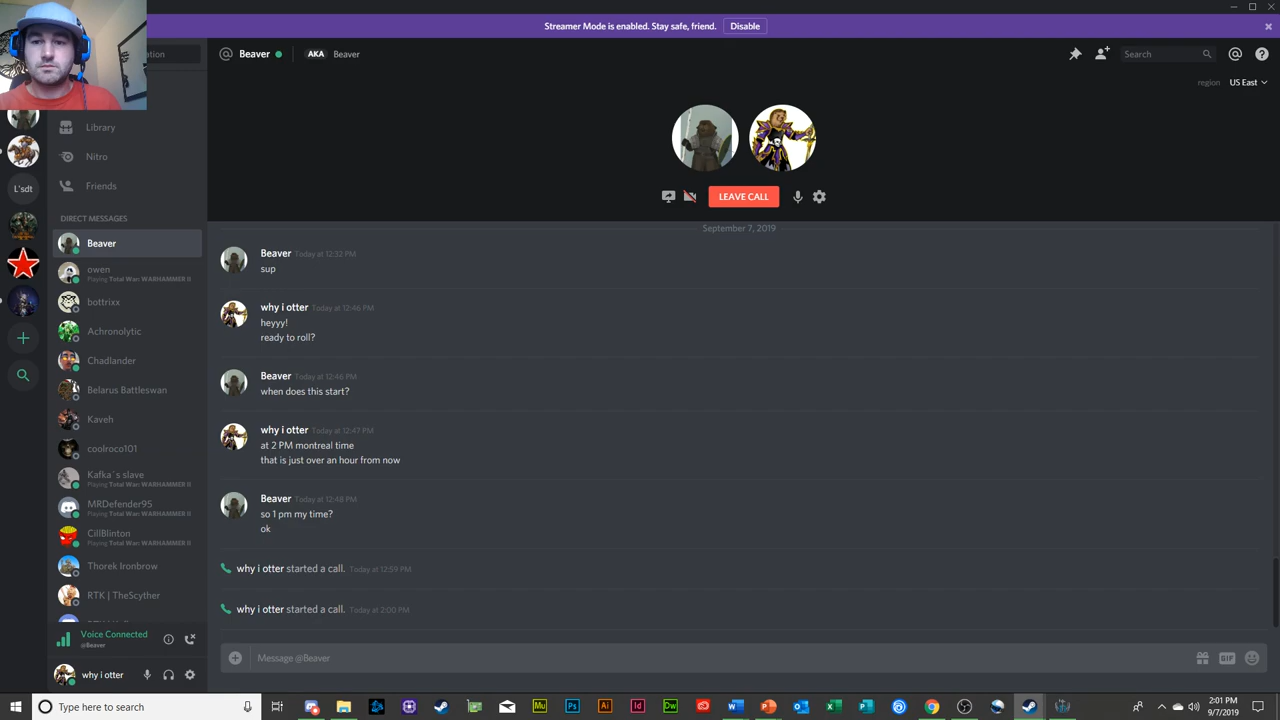 Streamer Mode is enabled. Stay safe, friend. Disable
Beaver AKA Beaver
Search
region US East
Library
Nitro
Friends
L'sdt
DIRECT MESSAGES
Beaver
owen
Playing Total War: WARHAMMER II
bottrixx
Achronolytic
Chadlander
Belarus Battleswan
Kaveh
coolroco101
Kafka´s slave
Playing Total War: WARHAMMER II
MRDefender95
Playing Total War: WARHAMMER II
CillBlinton
Playing Total War: WARHAMMER II
Thorek Ironbrow
RTK | TheScyther
Voice Connected
@Beaver
why i otter
LEAVE CALL
September 7, 2019
Beaver Today at 12:32 PM
sup
why i otter Today at 12:46 PM
heyyy!
ready to roll?
Beaver Today at 12:46 PM
when does this start?
why i otter Today at 12:47 PM
at 2 PM montreal time
that is just over an hour from now
Beaver Today at 12:48 PM
so 1 pm my time?
ok
why i otter started a call. Today at 12:59 PM
why i otter started a call. Today at 2:00 PM
Message @Beaver
GIF
Type here to search
Mu Ps Ai Id Dw
2:01 PM
9/7/2019